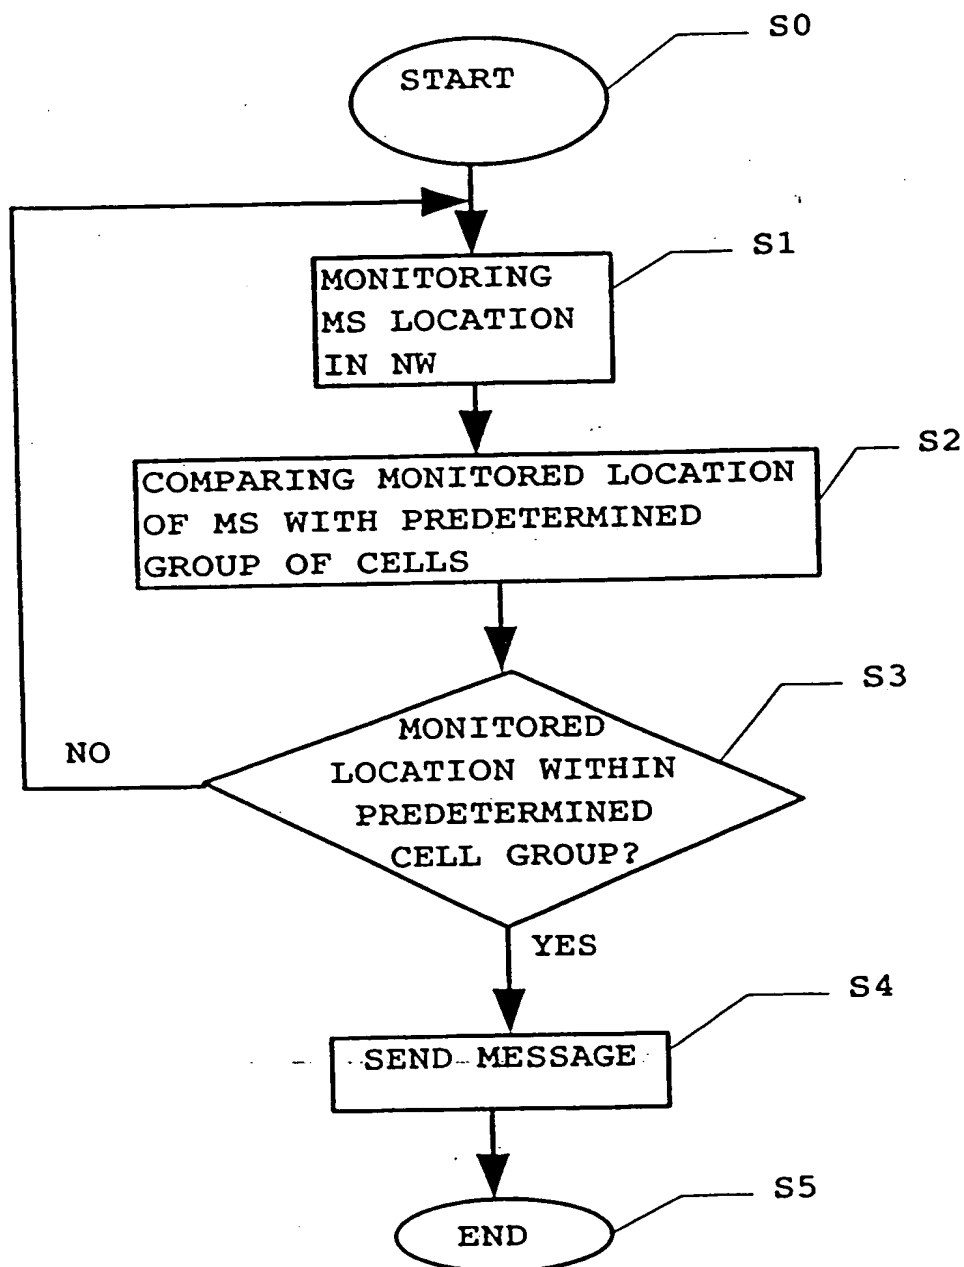 S0
START
S1
MONITORING
MS LOCATION
IN NW
S2
COMPARING MONITORED LOCATION
OF MS WITH PREDETERMINED
GROUP OF CELLS
S3
MONITORED
LOCATION WITHIN
PREDETERMINED
CELL GROUP?
NO
YES
S4
SEND MESSAGE
S5
END